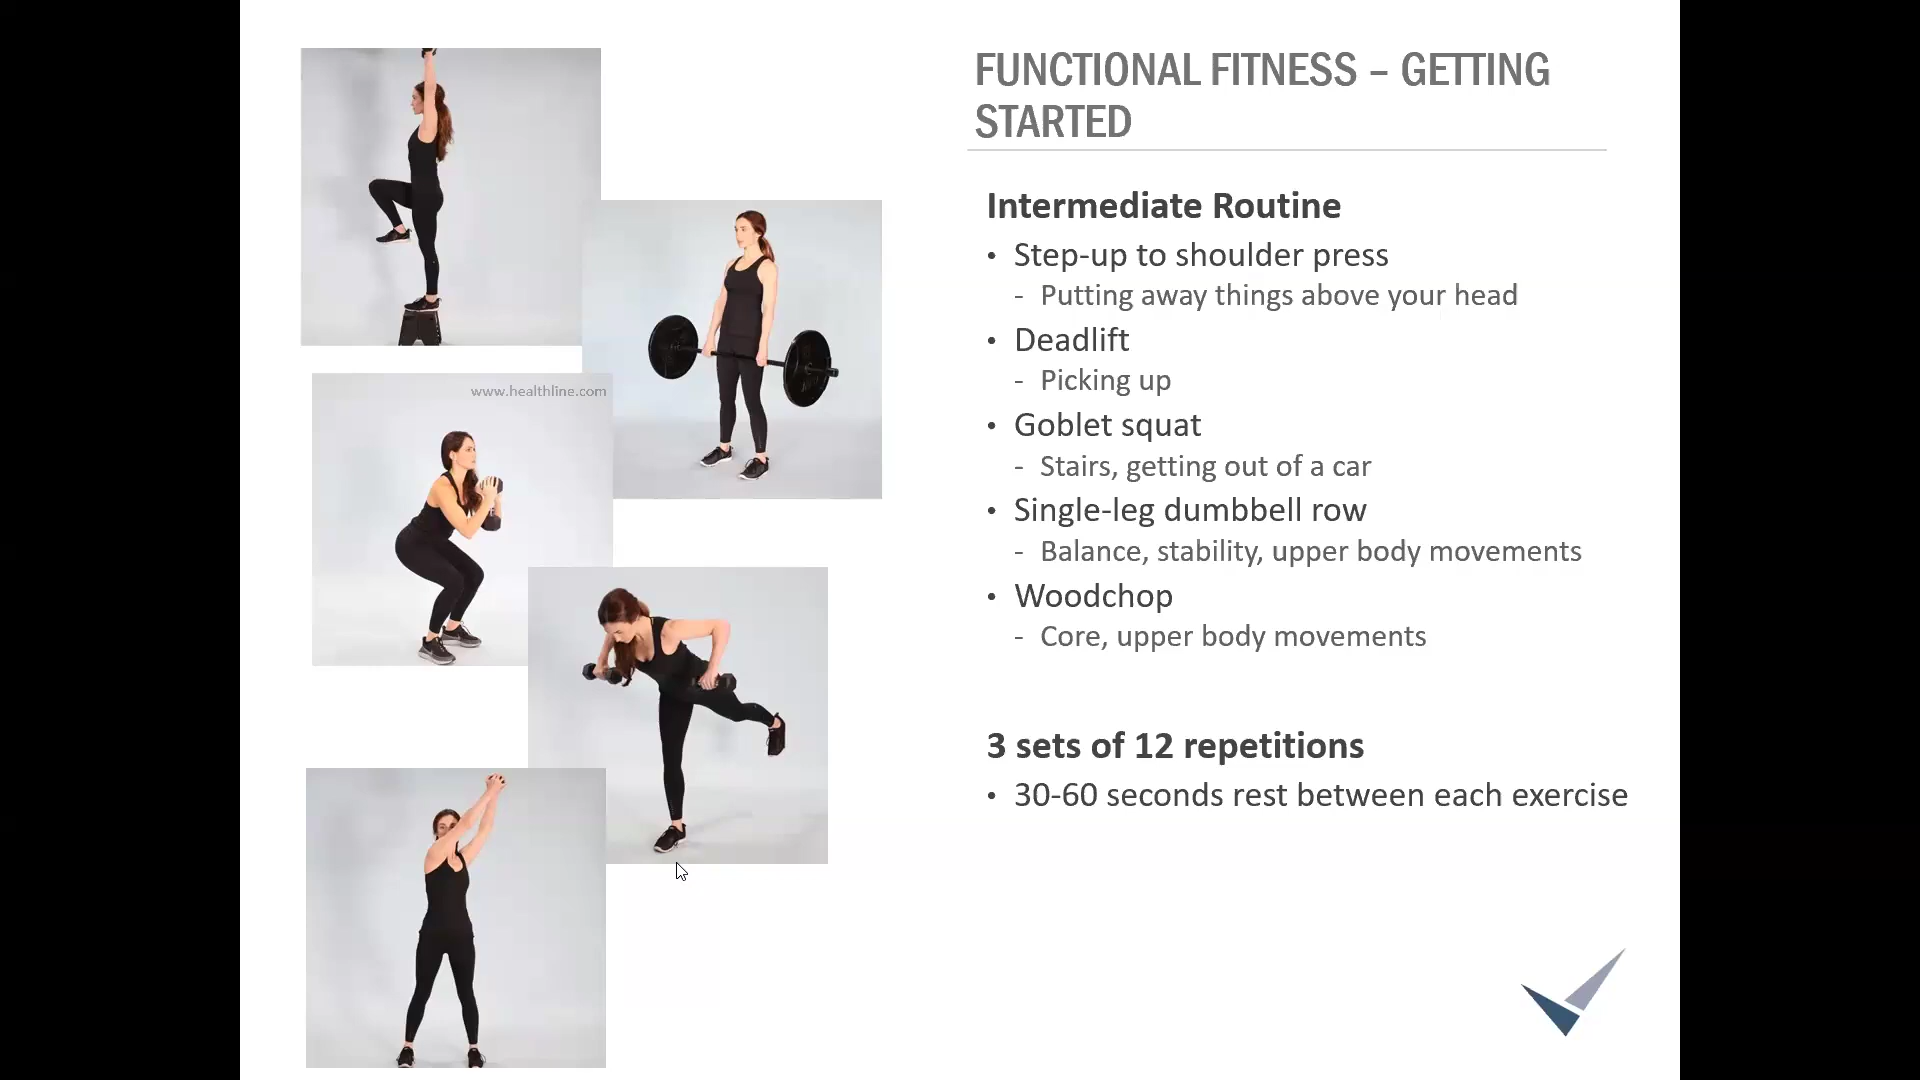 FUNCTIONAL FITNESS – GETTING
STARTED
Intermediate Routine
• Step-up to shoulder press
- Putting away things above your head
• Deadlift
- Picking up
• Goblet squat
- Stairs, getting out of a car
• Single-leg dumbbell row
- Balance, stability, upper body movements
• Woodchop
- Core, upper body movements
3 sets of 12 repetitions
• 30-60 seconds rest between each exercise
www.healthline.com